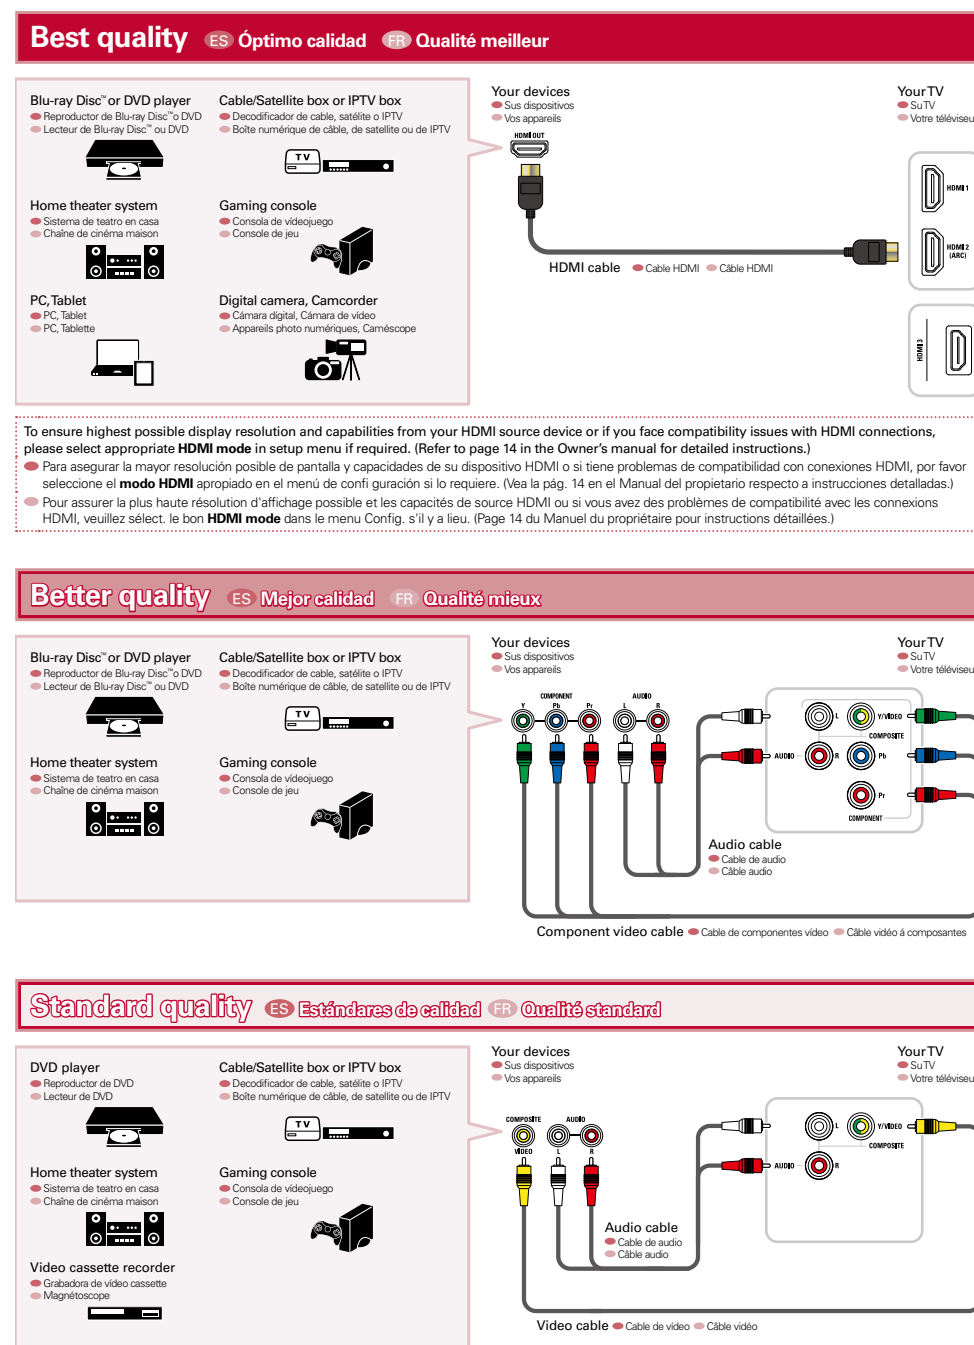 Best quality ES Óptimo calidad FR Qualité meilleur
Blu-ray Disc™ or DVD player
Reproductor de Blu-ray Disc™o DVD
Lecteur de Blu-ray Disc™ ou DVD
Cable/Satellite box or IPTV box
Decodificador de cable, satélite o IPTV
Boîte numérique de câble, de satellite ou de IPTV
TV
Home theater system
Sistema de teatro en casa
Chaîne de cinéma maison
Gaming console
Consola de vídeojuego
Console de jeu
PC, Tablet
PC, Tablet
PC, Tablette
Digital camera, Camcorder
Cámara dígital, Cámara de vídeo
Appareils photo numériques, Caméscope
Your devices
Sus dispositivos
Vos appareils
HDMI OUT
HDMI cable Cable HDMI Câble HDMI
Your TV
Su TV
Votre téléviseu
HDMI 1
HDMI 2
(ARC)
HDMI 3
To ensure highest possible display resolution and capabilities from your HDMI source device or if you face compatibility issues with HDMI connections,
please select appropriate HDMI mode in setup menu if required. (Refer to page 14 in the Owner's manual for detailed instructions.)
Para asegurar la mayor resolución posible de pantalla y capacidades de su dispositivo HDMI o si tiene problemas de compatibilidad con conexiones HDMI, por favor
seleccione el modo HDMI apropiado en el menú de confi guración si lo requiere. (Vea la pág. 14 en el Manual del propietario respecto a instrucciones detalladas.)
Pour assurer la plus haute résolution d'affichage possible et les capacités de source HDMI ou si vous avez des problèmes de compatibilité avec les connexions
HDMI, veuillez sélect. le bon HDMI mode dans le menu Config. s'il y a lieu. (Page 14 du Manuel du propriétaire pour instructions détaillées.)
Better quality ES Mejor calidad FR Qualité mieux
Blu-ray Disc™ or DVD player
Reproductor de Blu-ray Disc™o DVD
Lecteur de Blu-ray Disc™ ou DVD
Cable/Satellite box or IPTV box
Decodificador de cable, satélite o IPTV
Boîte numérique de câble, de satellite ou de IPTV
TV
Home theater system
Sistema de teatro en casa
Chaîne de cinéma maison
Gaming console
Consola de vídeojuego
Console de jeu
Your devices
Sus dispositivos
Vos appareils
COMPONENT AUDIO
Y Pb Pr L R
Your TV
Su TV
Votre téléviseu
L Y/VIDEO
COMPOSITE
AUDIO R Pb
Pr
COMPONENT
Audio cable
Cable de audio
Câble audio
Component video cable Cable de componentes vídeo Câble vidéo á composantes
Standard quality ES Estándares de calidad FR Qualité standard
DVD player
Reproductor de DVD
Lecteur de DVD
Cable/Satellite box or IPTV box
Decodificador de cable, satélite o IPTV
Boîte numérique de câble, de satellite ou de IPTV
TV
Home theater system
Sistema de teatro en casa
Chaîne de cinéma maison
Gaming console
Consola de vídeojuego
Console de jeu
Video cassette recorder
Grabadora de vídeo cassette
Magnétoscope
Your devices
Sus dispositivos
Vos appareils
COMPOSITE AUDIO
VIDEO L R
Your TV
Su TV
Votre téléviseu
L Y/VIDEO
COMPOSITE
AUDIO R
Audio cable
Cable de audio
Câble audio
Video cable Cable de vídeo Câble vidéo